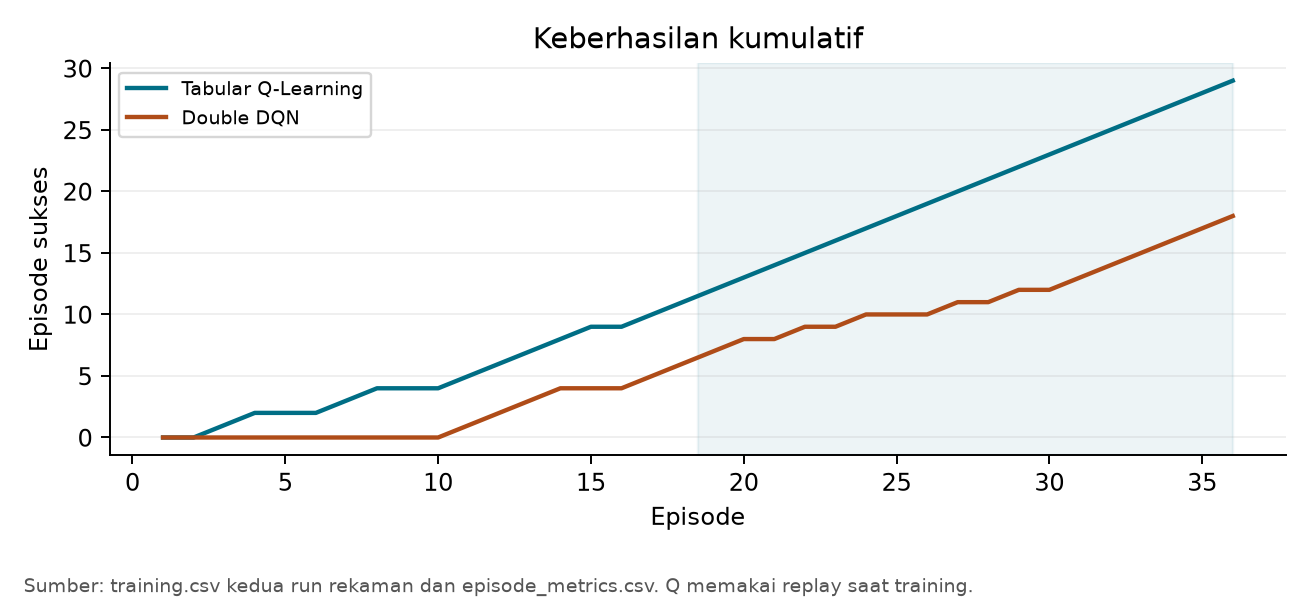 Keberhasilan kumulatif
Tabular Q-Learning
Double DQN
Episode sukses
30
25
20
15
10
5
0
0 5 10 15 20 25 30 35
Episode
Sumber: training.csv kedua run rekaman dan episode_metrics.csv. Q memakai replay saat training.